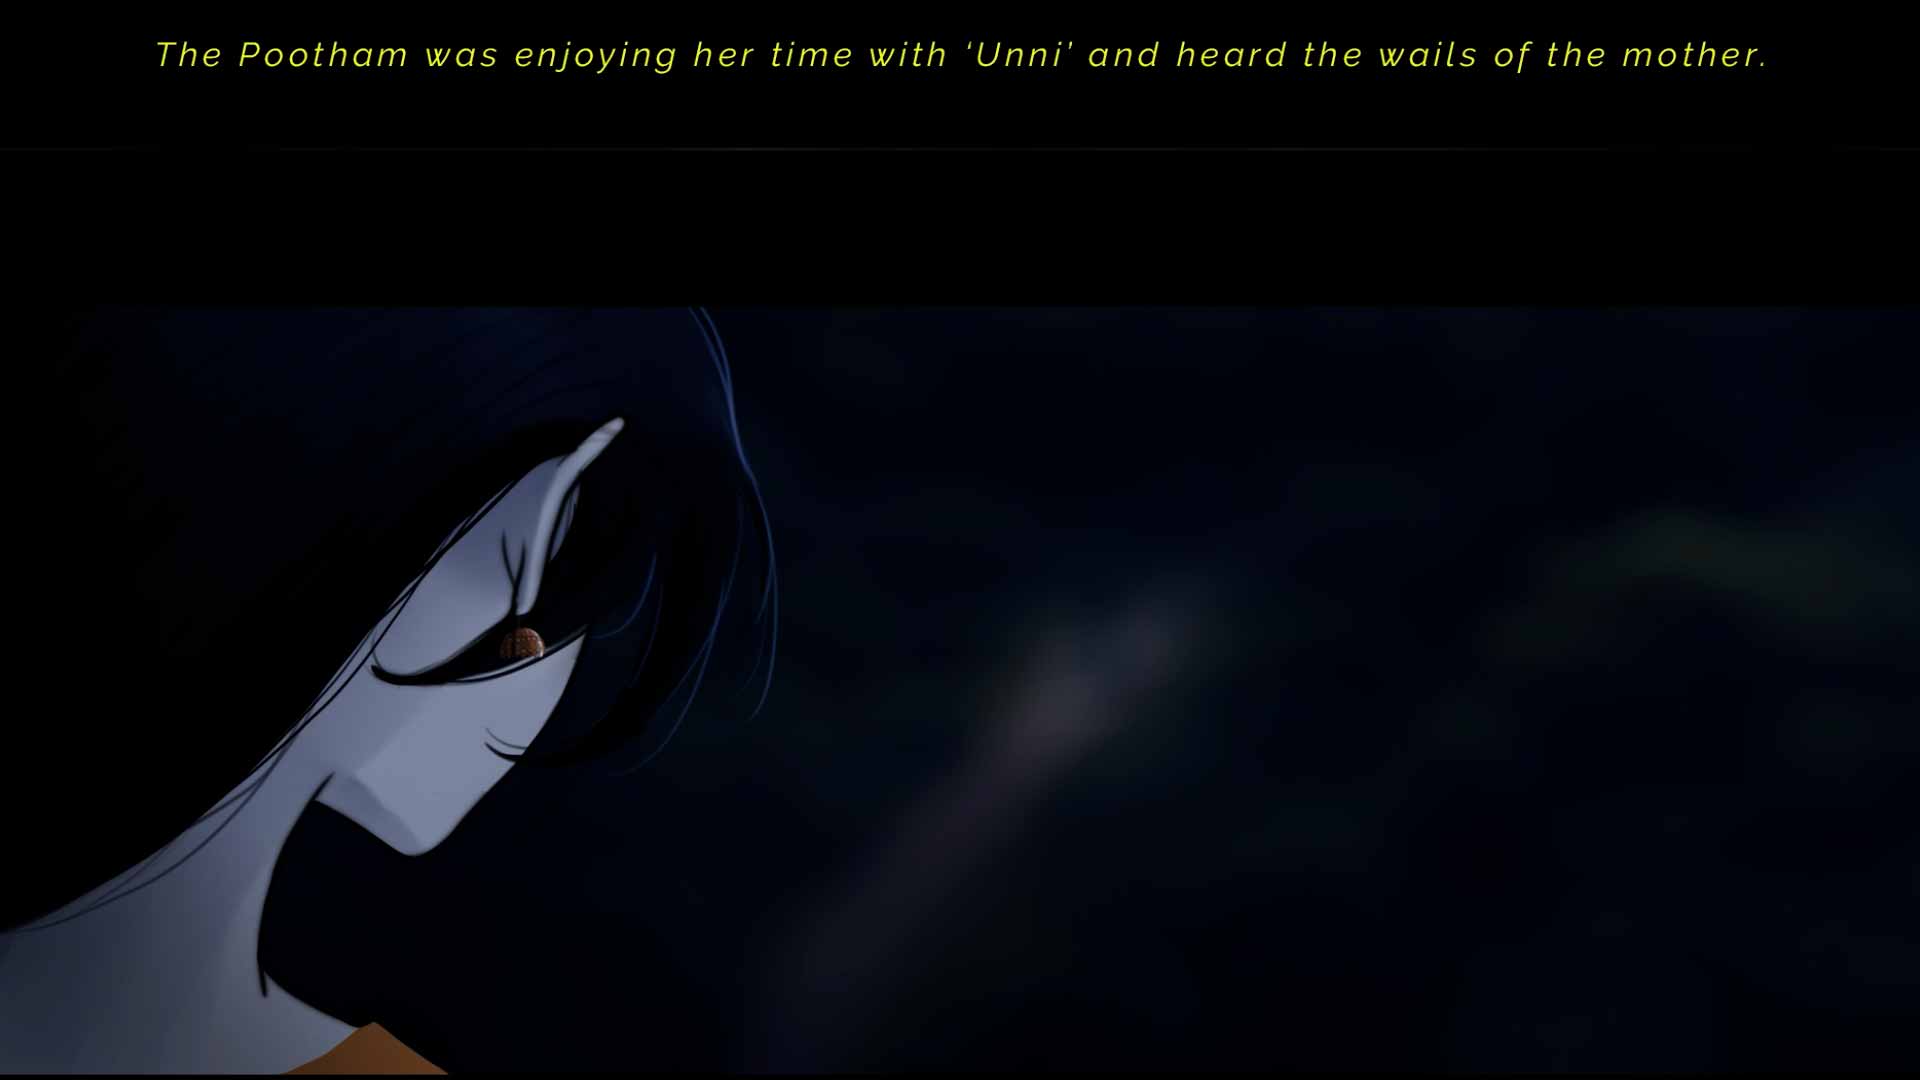 The Pootham was enjoying her time with ‘Unni’ and heard the wails of the mother.